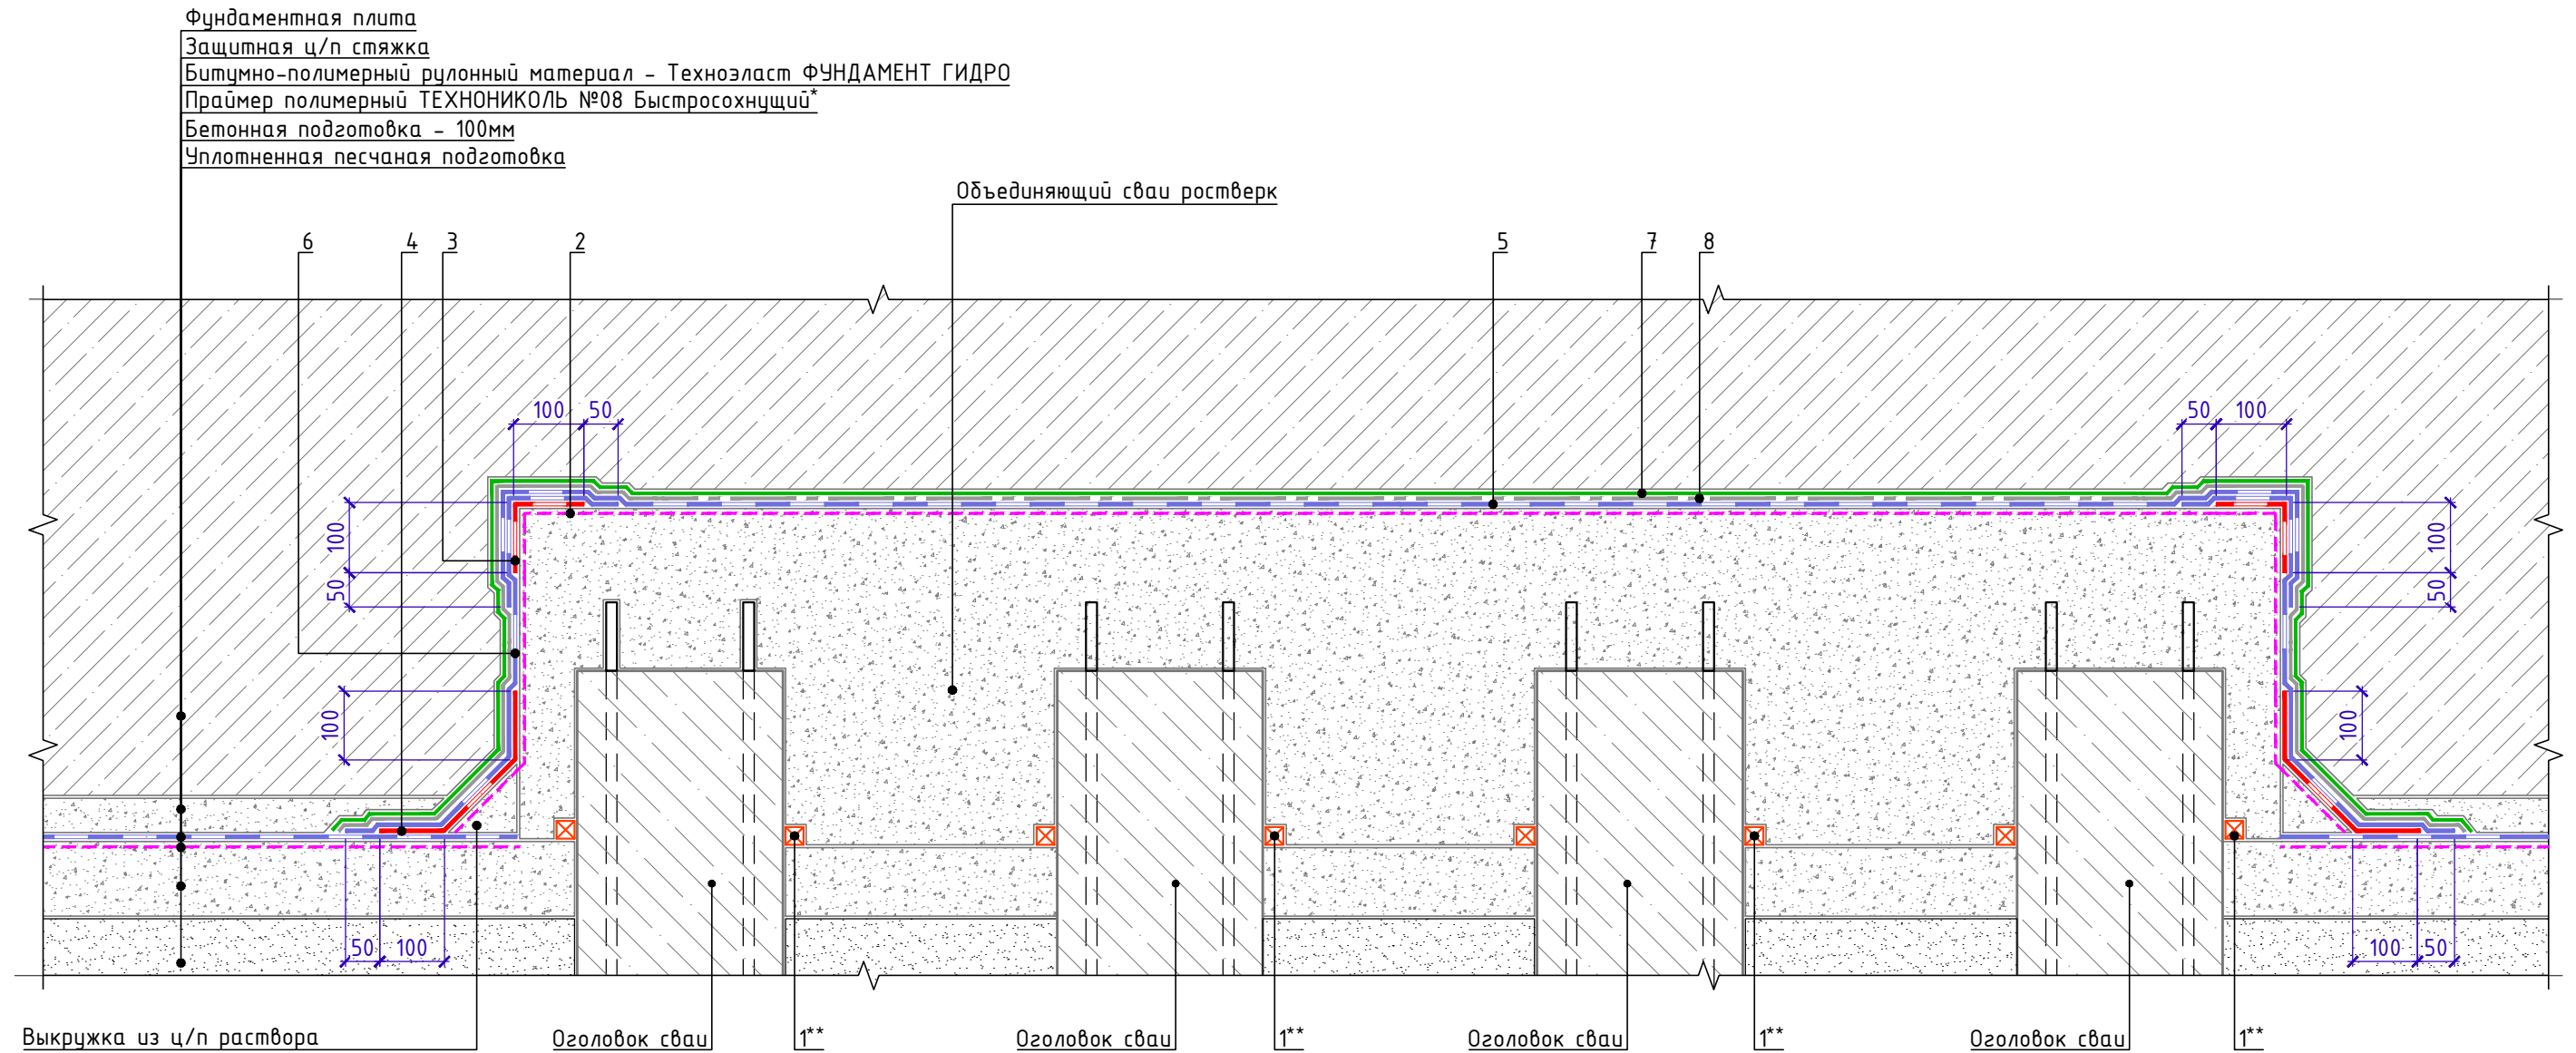 Фундаментная плита
Защитная ц/п стяжка
Битумно-полимерный рулонный материал - Техноэласт ФУНДАМЕНТ ГИДРО
Праймер полимерный ТЕХНОНИКОЛЬ №08 Быстросохнущий*
Бетонная подготовка - 100мм
Уплотненная песчаная подготовка
Объединяющий сваи ростверк
6 4 3 2 5 7 8
100 50 50 100
100 100
50 50
100 100
50 100 100 50
Выкружка из ц/п раствора Оголовок сваи 1** Оголовок сваи 1** Оголовок сваи 1** Оголовок сваи 1**